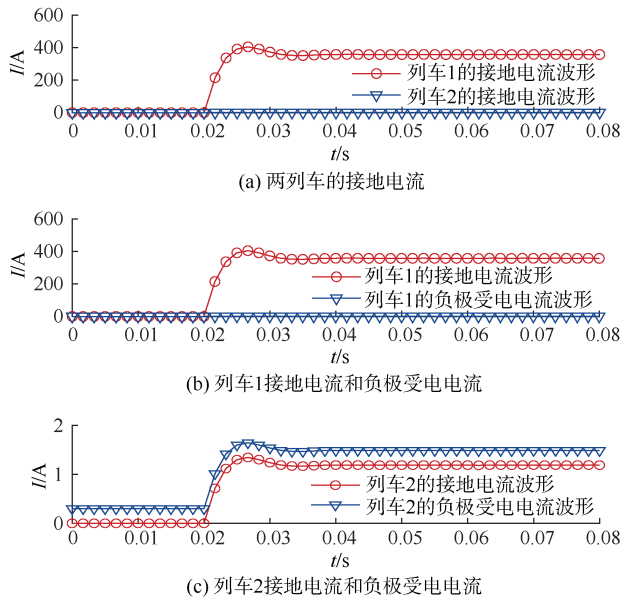 600
400
200
0
I/A
列车1的接地电流波形
列车2的接地电流波形
0 0.01 0.02 0.03 0.04 0.05 0.06 0.07 0.08
t/s
(a) 两列车的接地电流
600
400
200
0
I/A
列车1的接地电流波形
列车1的负极受电电流波形
0 0.01 0.02 0.03 0.04 0.05 0.06 0.07 0.08
t/s
(b) 列车1接地电流和负极受电电流
2
1
0
I/A
列车2的接地电流波形
列车2的负极受电电流波形
0 0.01 0.02 0.03 0.04 0.05 0.06 0.07 0.08
t/s
(c) 列车2接地电流和负极受电电流